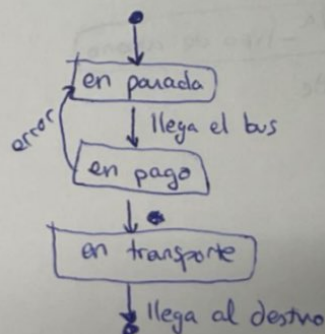 en parada
llega el bus
error
en pago
en transporte
llega al destino